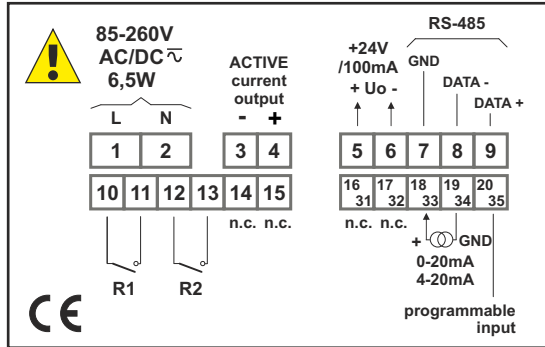 85-260V
AC/DC
6,5W
L N
ACTIVE
current
output
- +
RS-485
+24V
/100mA
+ Uo -
GND
DATA -
DATA +
1 2 3 4 5 6 7 8 9
10 11 12 13 14 15
16 17 18 19 20
31 32 33 34 35
n.c. n.c. n.c. n.c.
R1 R2
+ GND
0-20mA
4-20mA
programmable
input
CE